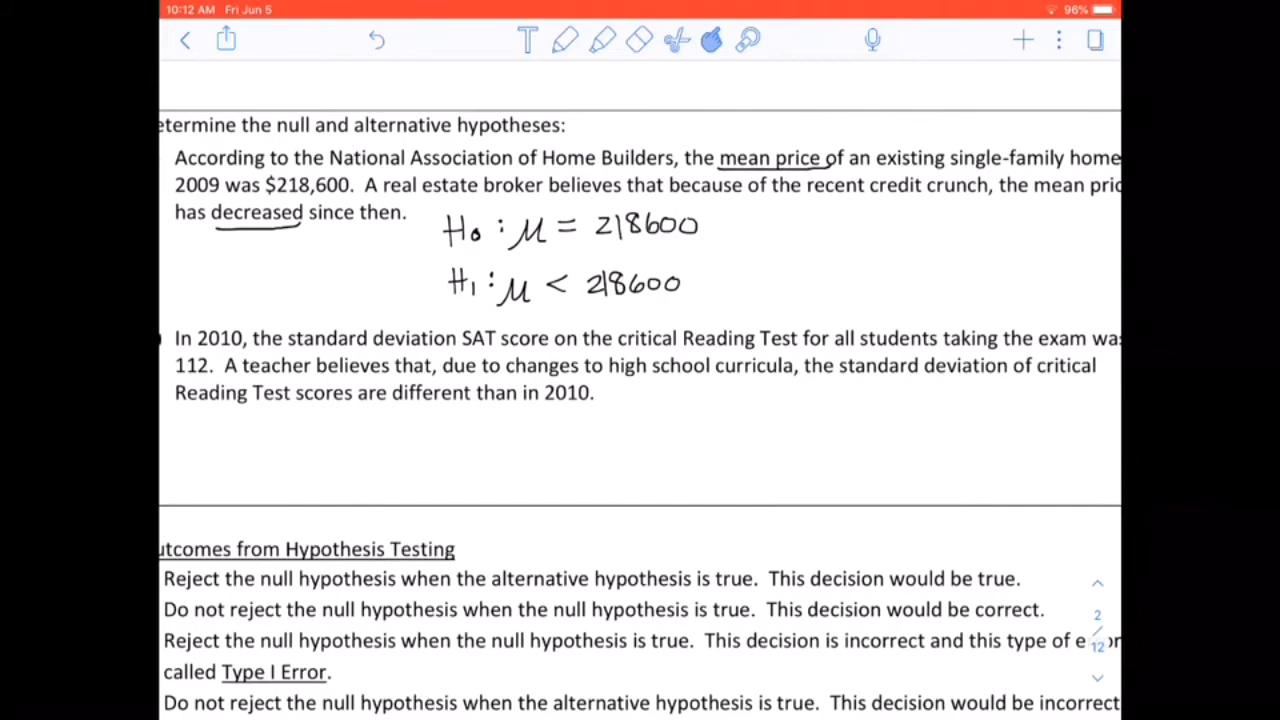 10:12 AM Fri Jun 5
96%
etermine the null and alternative hypotheses:
According to the National Association of Home Builders, the mean price of an existing single-family home
2009 was $218,600. A real estate broker believes that because of the recent credit crunch, the mean pric
has decreased since then.
H₀ : μ = 218600
H₁ : μ < 218600
In 2010, the standard deviation SAT score on the critical Reading Test for all students taking the exam was
112. A teacher believes that, due to changes to high school curricula, the standard deviation of critical
Reading Test scores are different than in 2010.
utcomes from Hypothesis Testing
Reject the null hypothesis when the alternative hypothesis is true. This decision would be true.
Do not reject the null hypothesis when the null hypothesis is true. This decision would be correct.
Reject the null hypothesis when the null hypothesis is true. This decision is incorrect and this type of e or
called Type I Error.
Do not reject the null hypothesis when the alternative hypothesis is true. This decision would be incorrect
2
/
12